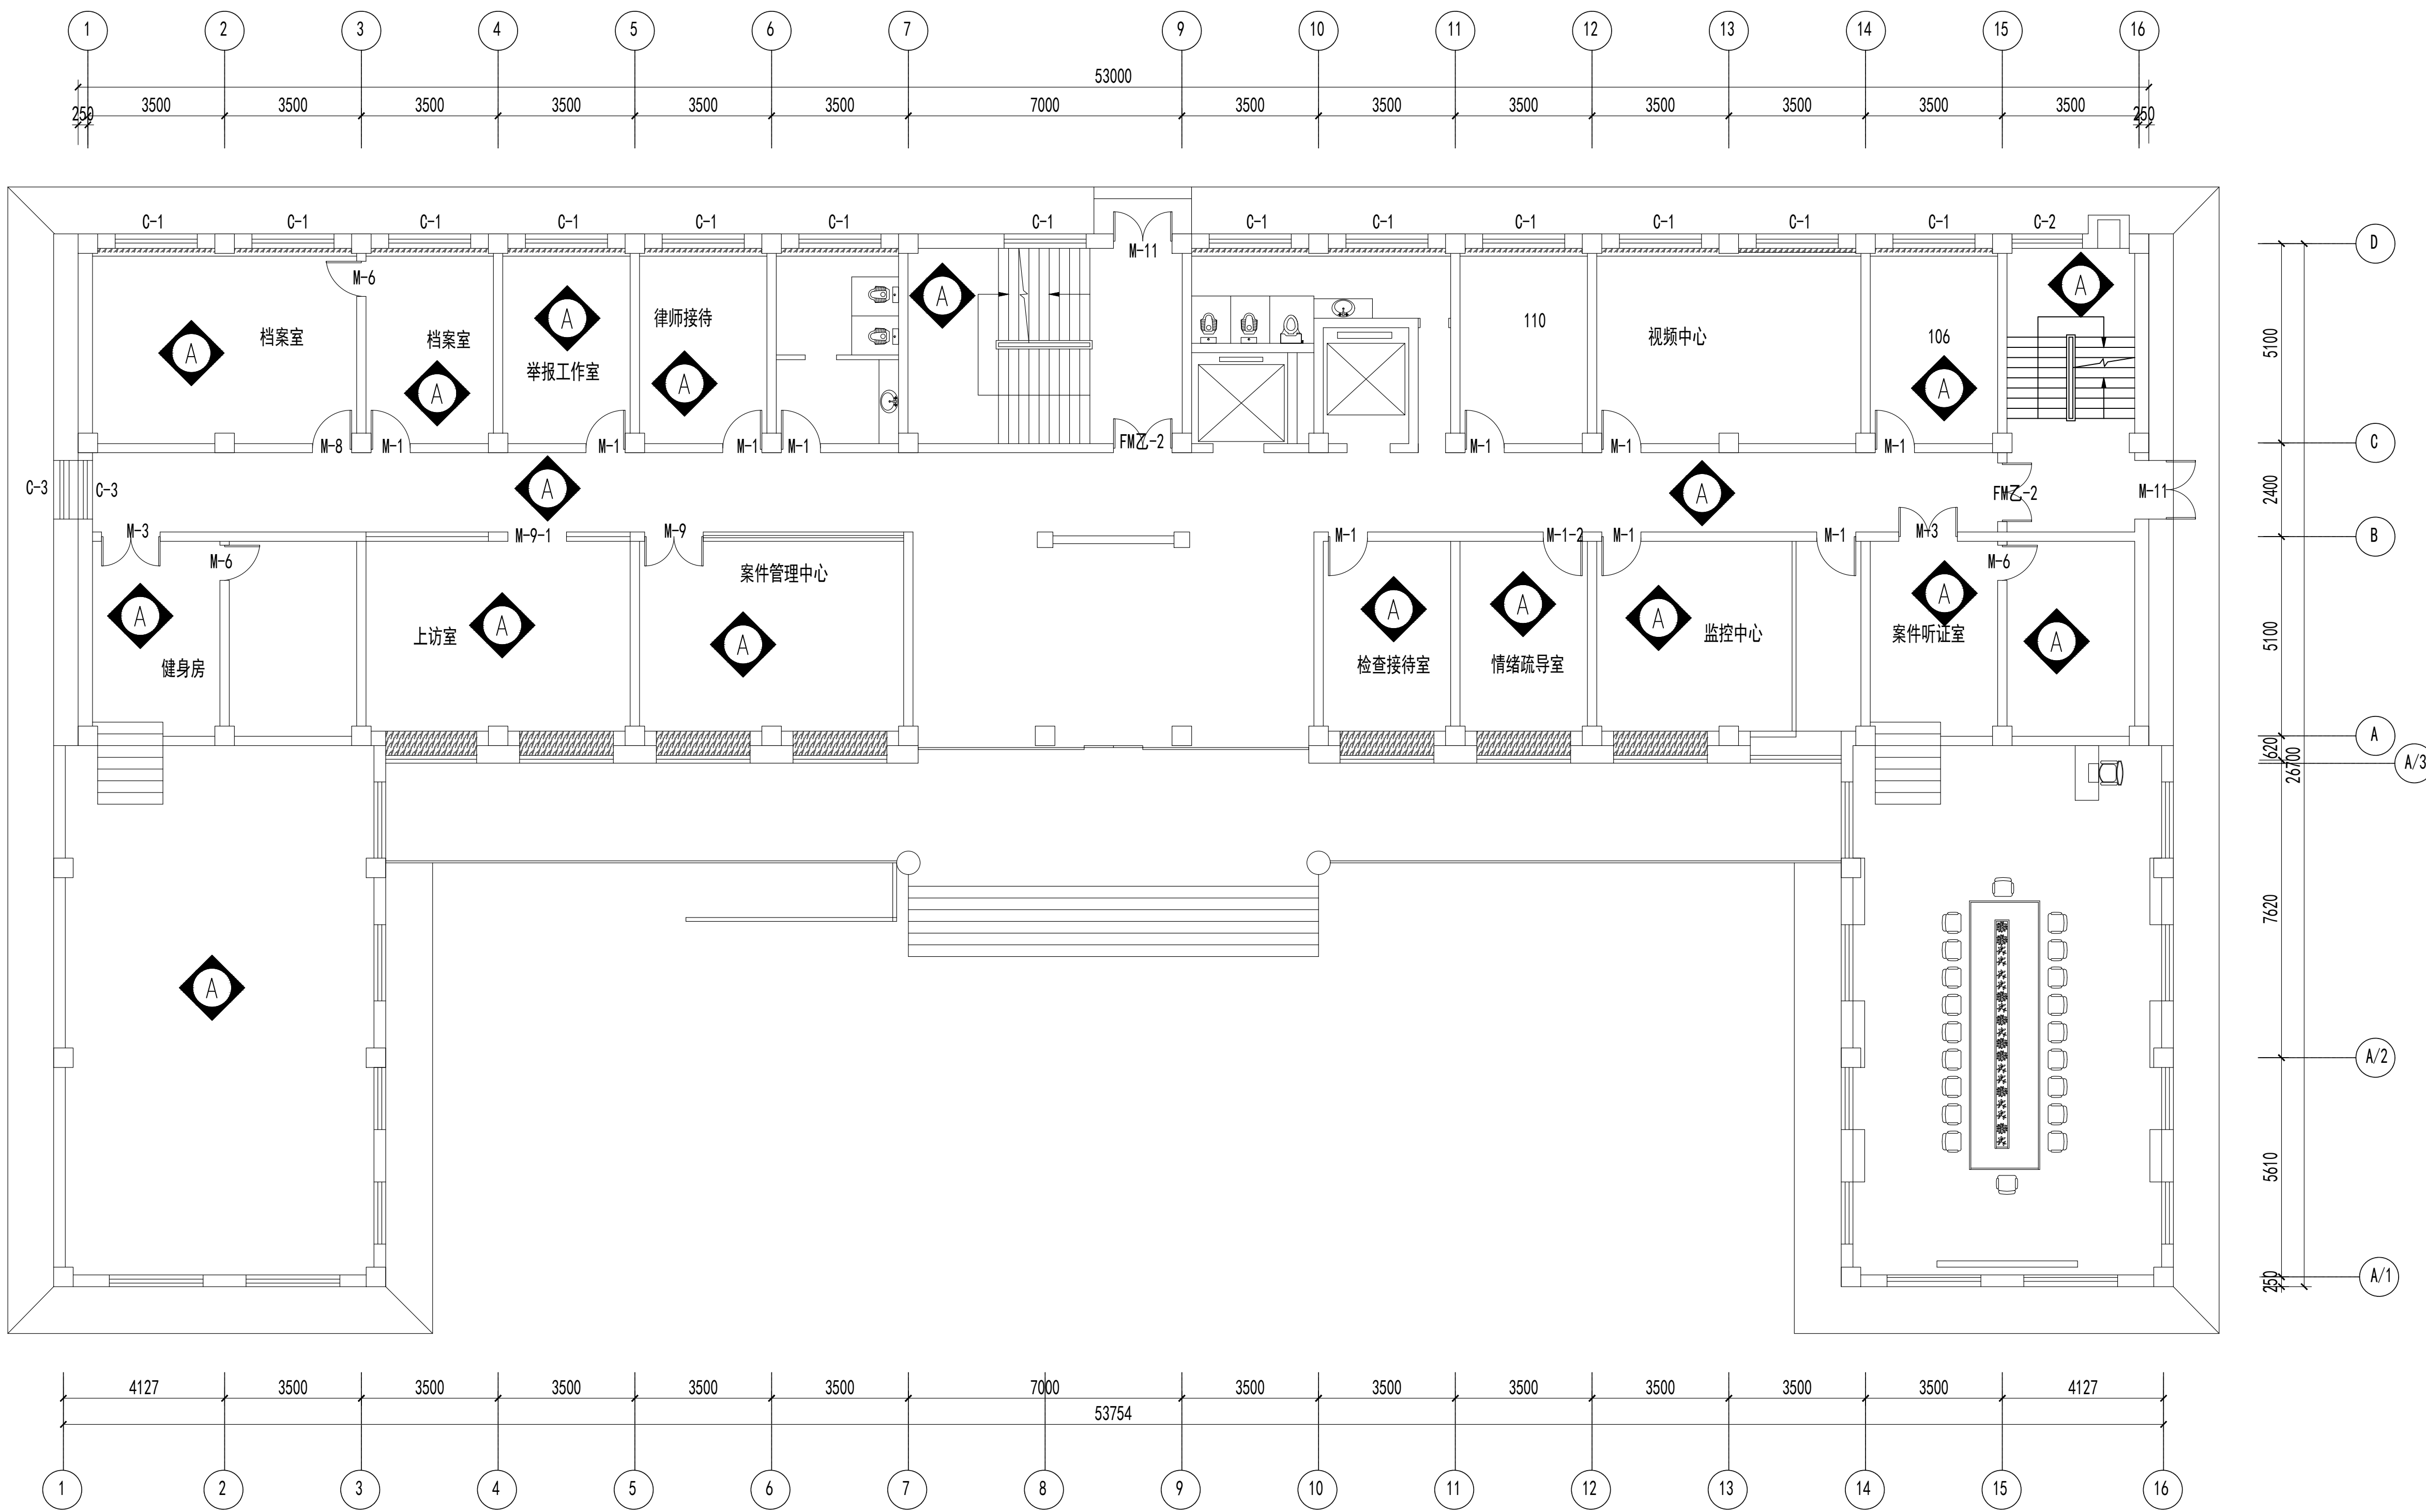 1 2 3 4 5 6 7 9 10 11 12 13 14 15 16
53000
250 3500 3500 3500 3500 3500 3500 7000 3500 3500 3500 3500 3500 3500 3500 250
C-1 C-1 C-1 C-1 C-1 C-1 C-1 C-1 C-1 C-1 C-1 C-1 C-1 C-2
D
M-11
M-6
A A A A
律师接待 110
档案室 档案室 视频中心 106
5100
A A A A
举报工作室
M-8 M-1 M-1 M-1 M-1 FM乙-2 M-1 M-1 M-1
C
C-3 C-3 A A FM乙-2 M-11
2400
M-3 M-9-1 M-9 M-1 M-1-2 M-1 M-1 M-3
B
M-6 M-6
案件管理中心
A A A A A A A A
上访室 监控中心 案件听证室
5100
健身房 检查接待室 情绪疏导室
A
620
26700
A/3
7620
A
A/2
5610
250
A/1
4127 3500 3500 3500 3500 3500 7000 3500 3500 3500 3500 3500 3500 4127
53754
1 2 3 4 5 6 7 8 9 10 11 12 13 14 15 16